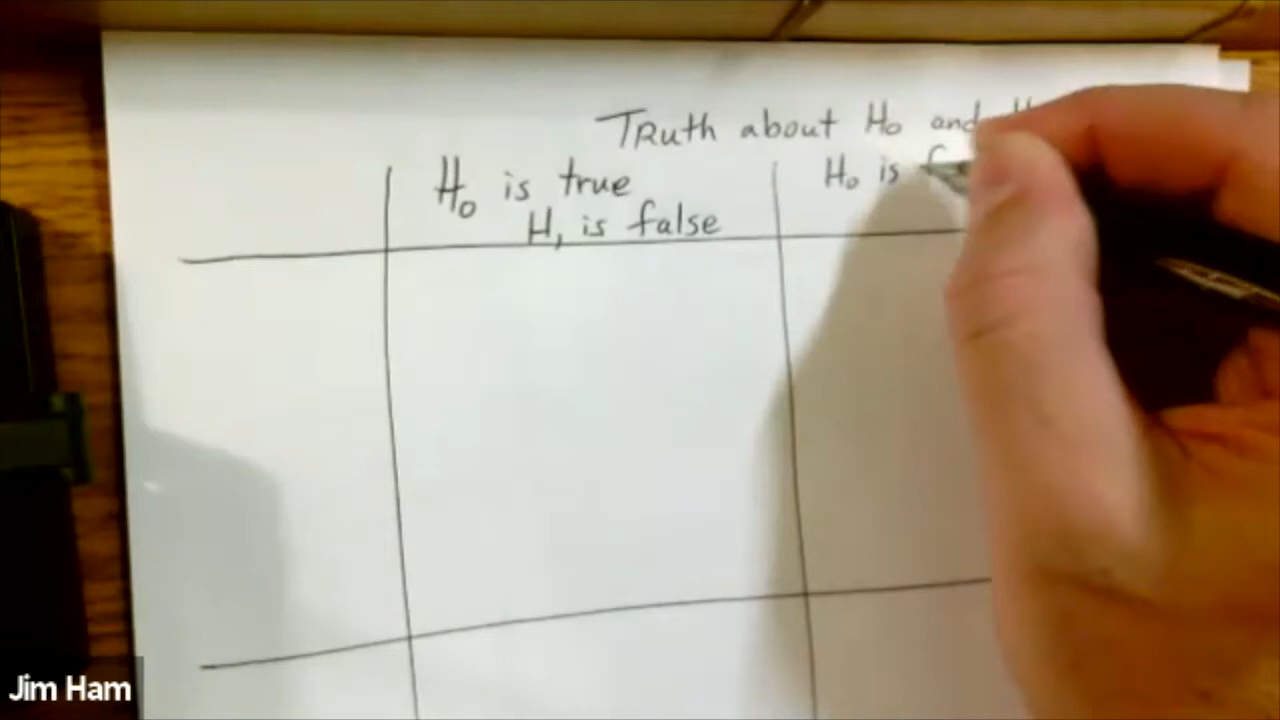 Truth about H₀ and
H₀ is true
H₁ is false
H₀ is
Jim Ham